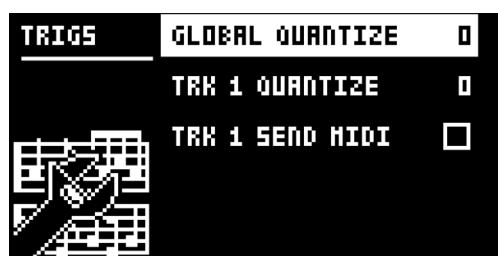 TRIGS
GLOBAL QUANTIZE 0
TRK 1 QUANTIZE 0
TRK 1 SEND MIDI